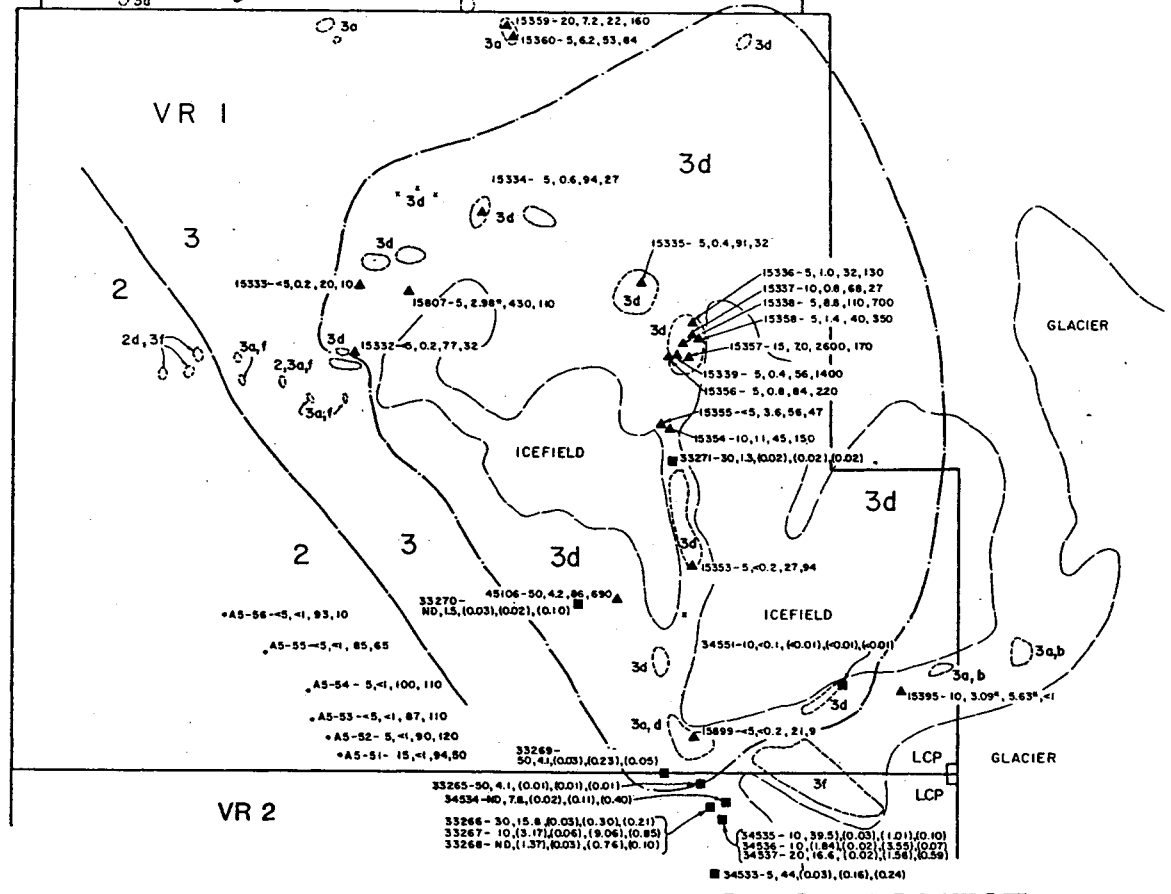 3d
3a
15359-20, 7.2, 22, 160
3a
15360-5, 6.2, 53, 84
3d
VR 1
3d
15334- 5, 0.6, 94, 27
3d
3d
3
3d
15335- 5, 0.4, 91, 32
3d
15333-<5, 0.2, 20, 10
15807-5, 2.98*, 430, 110
15336-5, 1.0, 32, 130
15337-10, 0.8, 68, 27
15338-5, 8.8, 110, 700
15358-5, 1.4, 40, 350
2
GLACIER
3d
2d, 3f
3a,f
3d
15332-<5, 0.2, 77, 32
15357-15, 7.0, 2600, 170
2,3a,f
15339- 5, 0.4, 56, 1400
3a,f
15356- 5, 0.8, 84, 220
15355-<5, 3.6, 56, 47
15354-10, 1.1, 45, 150
ICEFIELD
33271-30, 1.3, (0.02), (0.02), (0.02)
3d
3d
2
3
3d
15353-5, <0.2, 27, 94
45106-50, 4.2, 86, 690
33270-
ND, 1.5, (0.03), (0.02), (0.10)
A5-56-<5, <1, 93, 10
ICEFIELD
34551-10, <0.1, (<0.01), (<0.01), (<0.01)
A5-55-<5, <1, 85, 65
3d
3a,b
3a,b
A5-54- 5, <1, 100, 110
3d
15395-10, 3.09*, 5.63*, <1
A5-53-<5, <1, 87, 110
3a, d
A5-52- 5, <1, 90, 120
15899-<5, <0.2, 21, 9
A5-51- 15, <1, 94, 50
33269-
50, 4.1, (0.03), (0.23), (0.05)
LCP
GLACIER
LCP
33265-50, 4.1, (0.01), (0.01), (0.01)
3f
34534-ND, 7.8, (0.02), (0.11), (0.40)
VR 2
33266-30, 15.8, (0.03), (0.30), (0.21)
33267-10, (3.17), (0.06), (9.06), (0.85)
33268-ND, (1.37), (0.03), (0.76), (0.10)
34535-10, 39.5, (0.03), (1.01), (0.10)
34536-10, (1.84), (0.02), (3.55), (0.07)
34537-20, 16.6, (0.02), (1.58), (0.59)
34533-5, 44, (0.03), (0.16), (0.24)